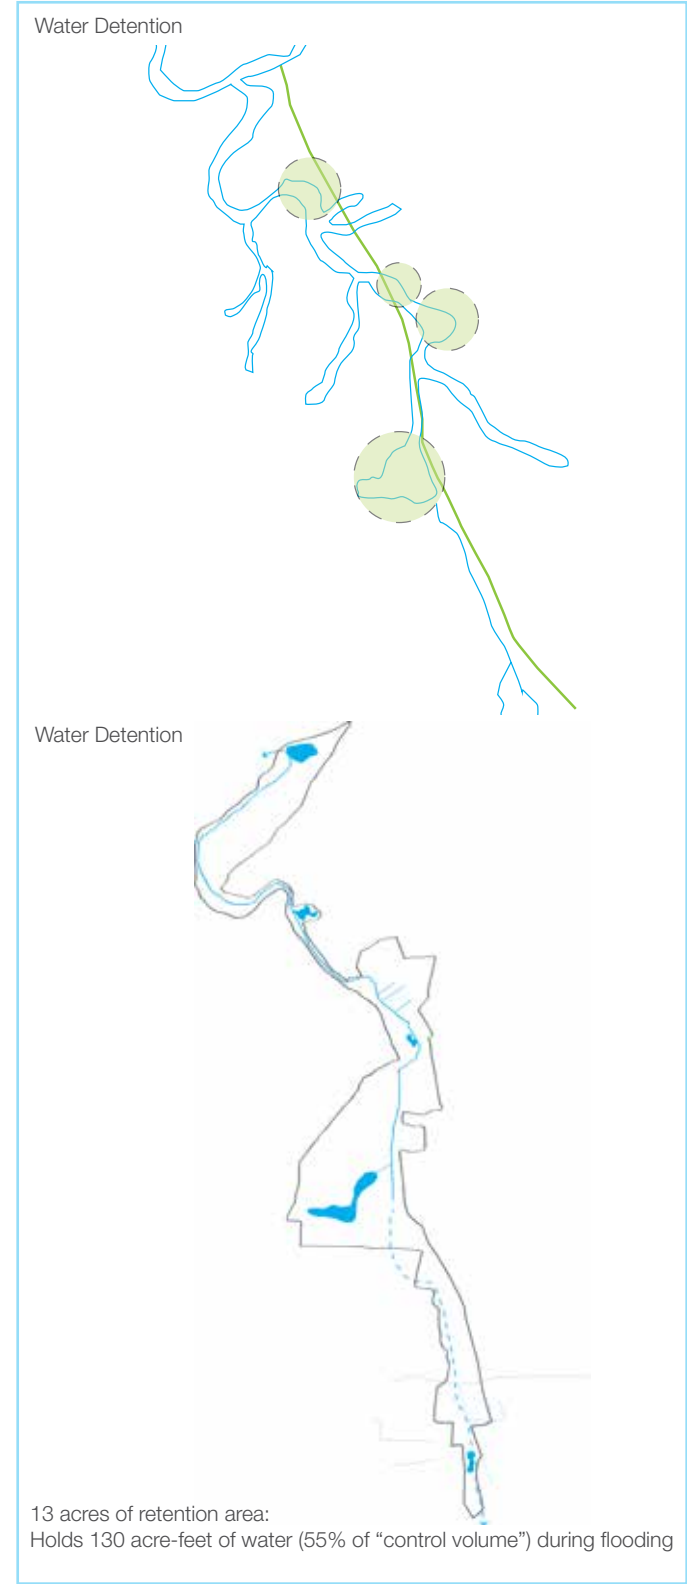 Water Detention
Water Detention
13 acres of retention area:
Holds 130 acre-feet of water (55% of “control volume”) during flooding